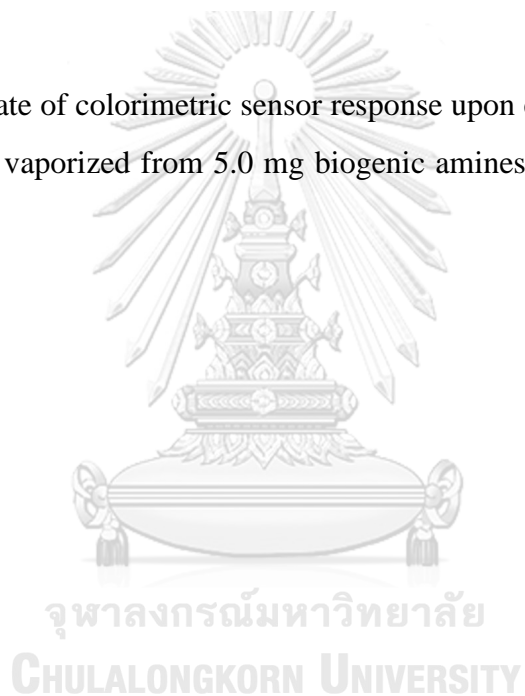 ate of colorimetric sensor response upon
vaporized from 5.0 mg biogenic amines
จุฬาลงกรณ์มหาวิทยาลัย
CHULALONGKORN UNIVERSITY